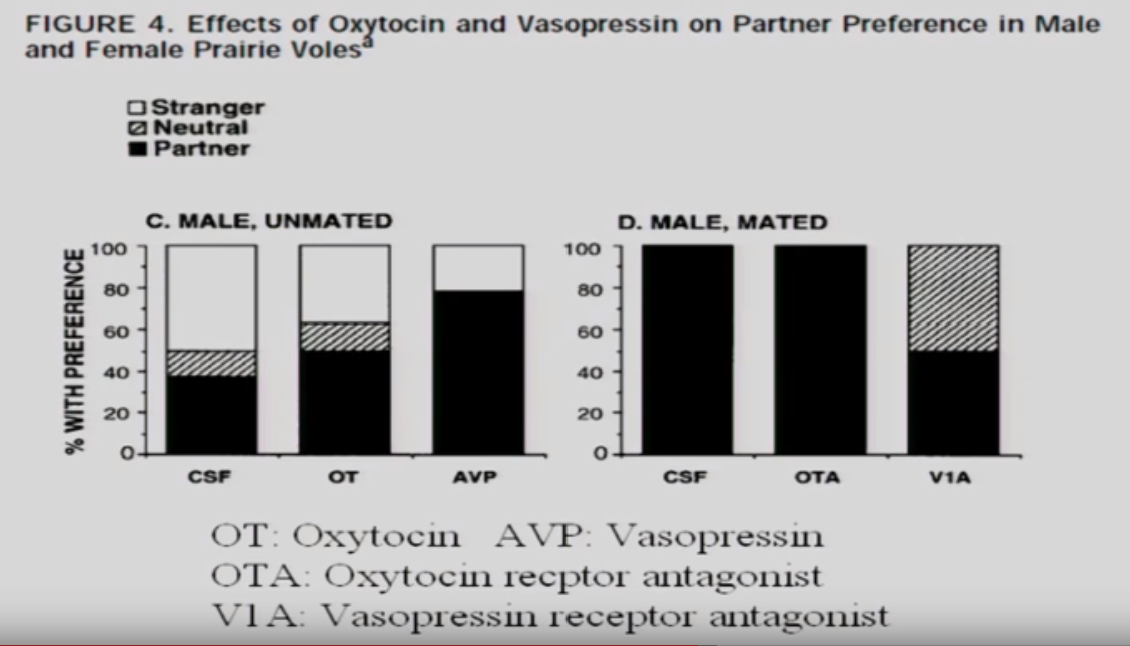 FIGURE 4. Effects of Oxytocin and Vasopressin on Partner Preference in Male
and Female Prairie Voles^a
Stranger
Neutral
Partner
C. MALE, UNMATED
% WITH PREFERENCE
100
80
60
40
20
0
CSF OT AVP
D. MALE, MATED
100
80
60
40
20
0
CSF OTA V1A
OT: Oxytocin AVP: Vasopressin
OTA: Oxytocin recptor antagonist
V1A: Vasopressin receptor antagonist